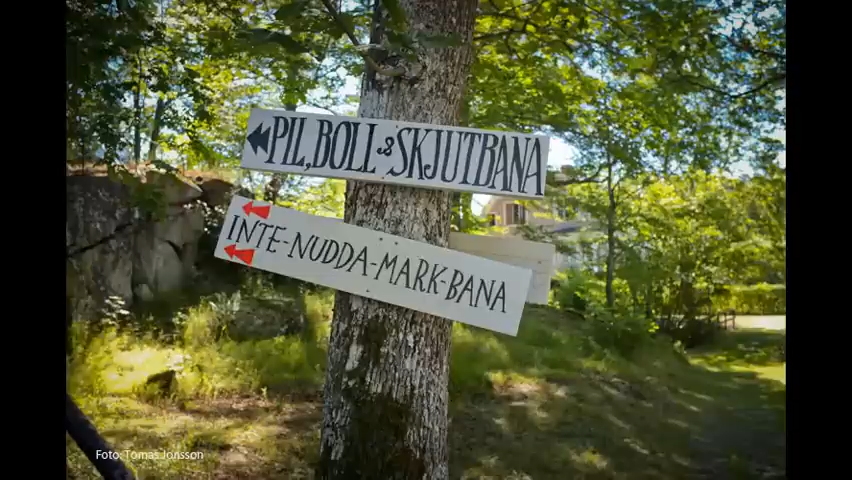 PIL, BOLL & SKJUTBANA
INTE-NUDDA-MARK-BANA
Foto: Tomas Jonsson